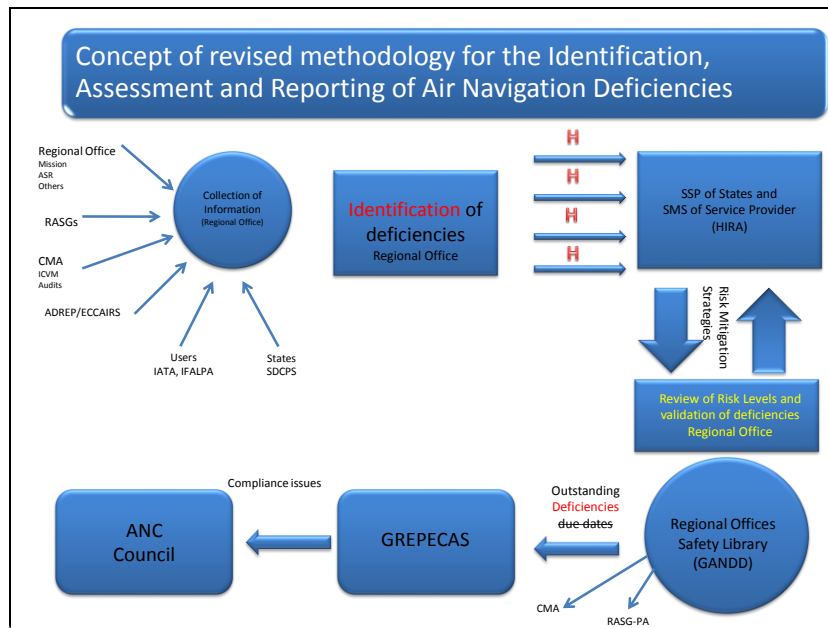 Concept of revised methodology for the Identification,
Assessment and Reporting of Air Navigation Deficiencies
Regional Office
Mission
ASR
Others
RASGs
CMA
ICVM
Audits
ADREP/ECCAIRS
Users
IATA, IFALPA
States
SDCPS
Collection of
Information
(Regional Office)
Identification of
deficiencies
Regional Office
H
H
H
H
SSP of States and
SMS of Service Provider
(HIRA)
Risk Mitigation
Strategies
Review of Risk Levels and
validation of deficiencies
Regional Office
Regional Offices
Safety Library
(GANDD)
CMA
RASG-PA
Outstanding
Deficiencies
due dates
GREPECAS
Compliance issues
ANC
Council